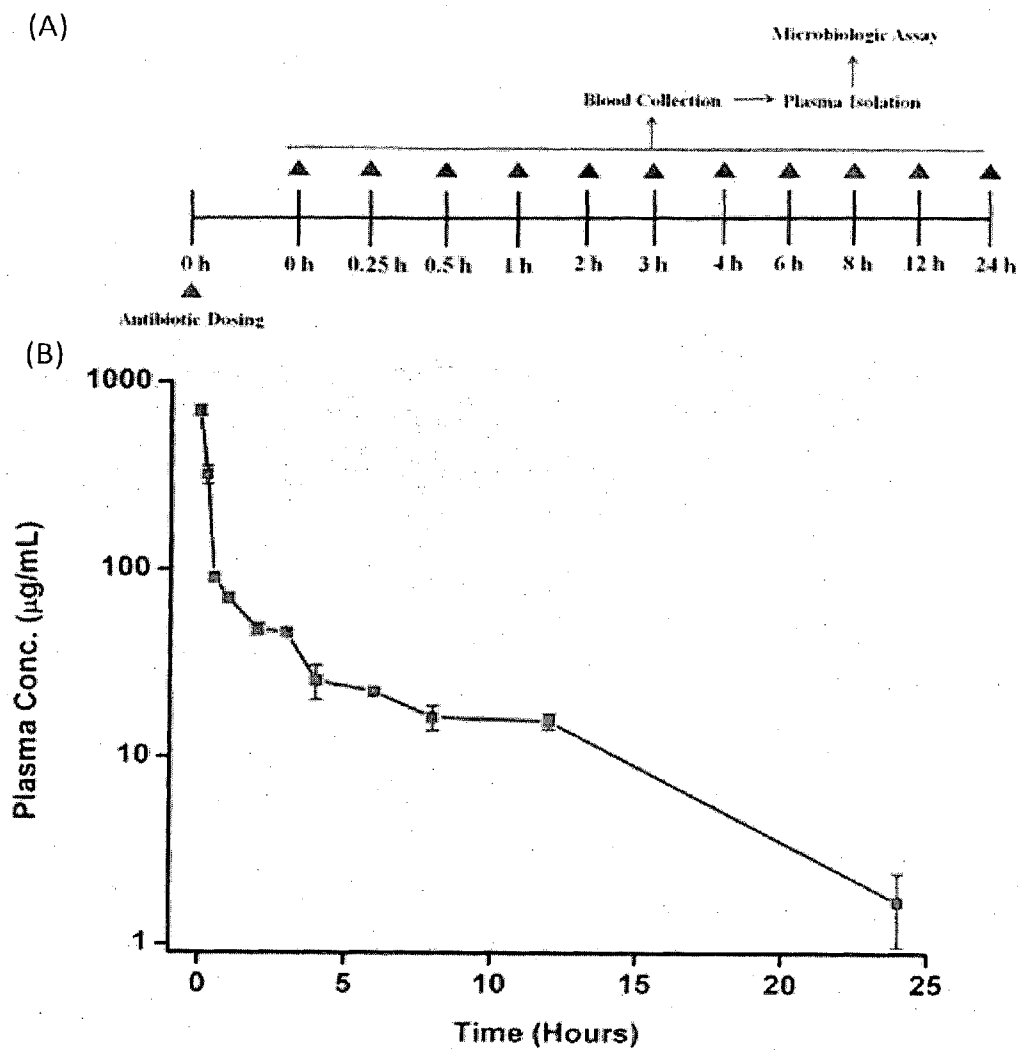 (A)
Microbiologic Assay
Blood Collection → Plasma Isolation
0 h 0 h 0.25 h 0.5 h 1 h 2 h 3 h 4 h 6 h 8 h 12 h 24 h
Antibiotic Dosing
(B)
1000
100
10
1
Plasma Conc. (µg/mL)
0 5 10 15 20 25
Time (Hours)